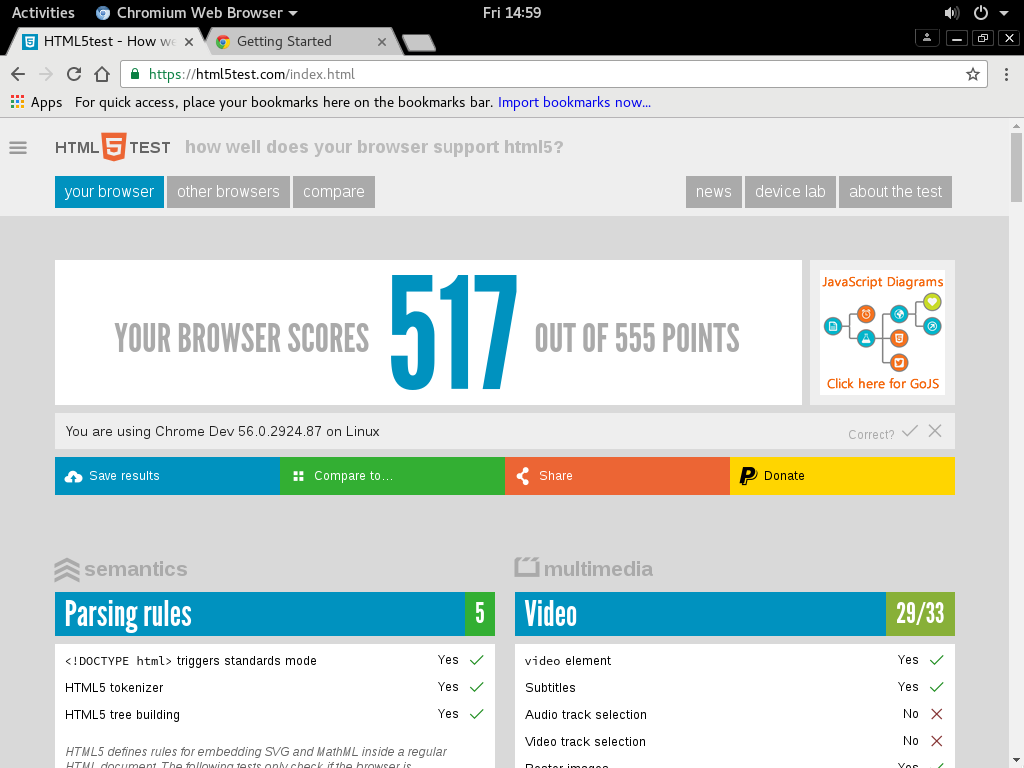 Activities Chromium Web Browser Fri 14:59
HTML5test - How we Getting Started
https://html5test.com/index.html
Apps For quick access, place your bookmarks here on the bookmarks bar. Import bookmarks now...
HTML 5 TEST how well does your browser support html5?
your browser other browsers compare news device lab about the test
YOUR BROWSER SCORES 517 OUT OF 555 POINTS
JavaScript Diagrams
Click here for GoJS
You are using Chrome Dev 56.0.2924.87 on Linux Correct?
Save results Compare to... Share Donate
semantics
Parsing rules 5
<!DOCTYPE html> triggers standards mode Yes
HTML5 tokenizer Yes
HTML5 tree building Yes
HTML5 defines rules for embedding SVG and MathML inside a regular
HTML document. The following tests only check if the browser is
multimedia
Video 29/33
video element Yes
Subtitles Yes
Audio track selection No
Video track selection No
Poster images Yes